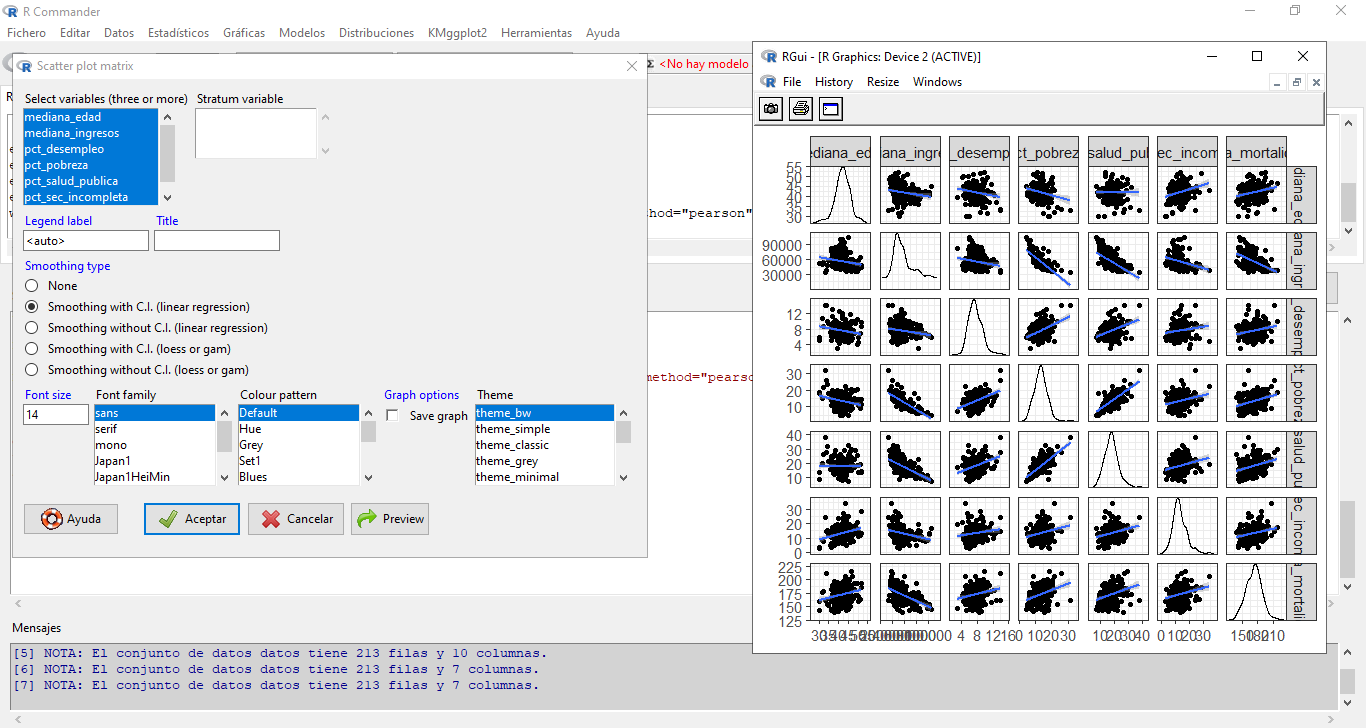 R Commander
Fichero Editar Datos Estadísticos Gráficas Modelos Distribuciones KMggplot2 Herramientas Ayuda
Σ <No hay modelo
Scatter plot matrix
Select variables (three or more) Stratum variable
mediana_edad
mediana_ingresos
pct_desempleo
pct_pobreza
pct_salud_publica
pct_sec_incompleta
Legend label Title
<auto>
Smoothing type
None
Smoothing with C.I. (linear regression)
Smoothing without C.I. (linear regression)
Smoothing with C.I. (loess or gam)
Smoothing without C.I. (loess or gam)
Font size Font family Colour pattern Graph options Theme
14 sans Default Save graph theme_bw
serif Hue theme_simple
mono Grey theme_classic
Japan1 Set1 theme_grey
Japan1HeiMin Blues theme_minimal
Ayuda Aceptar Cancelar Preview
hod="pearson"
method="pearso
Mensajes
[5] NOTA: El conjunto de datos datos tiene 213 filas y 10 columnas.
[6] NOTA: El conjunto de datos datos tiene 213 filas y 7 columnas.
[7] NOTA: El conjunto de datos datos tiene 213 filas y 7 columnas.
RGui - [R Graphics: Device 2 (ACTIVE)]
File History Resize Windows
ediana_ed iana_ingre _desemp ct_pobrez salud_pul ec_incom a_mortalic
55
50
45
40
35
30
diana_ed
90000
60000
30000
ana_ingr
12
8
4
_desemp
30
20
10
ct_pobrez
40
30
20
10
salud_pu
30
20
10
0
ec_incom
225
200
175
150
125
_mortali
4 8 12 16 0 10 20 30 10 20 30 40 0 10 20 30 150 180 210